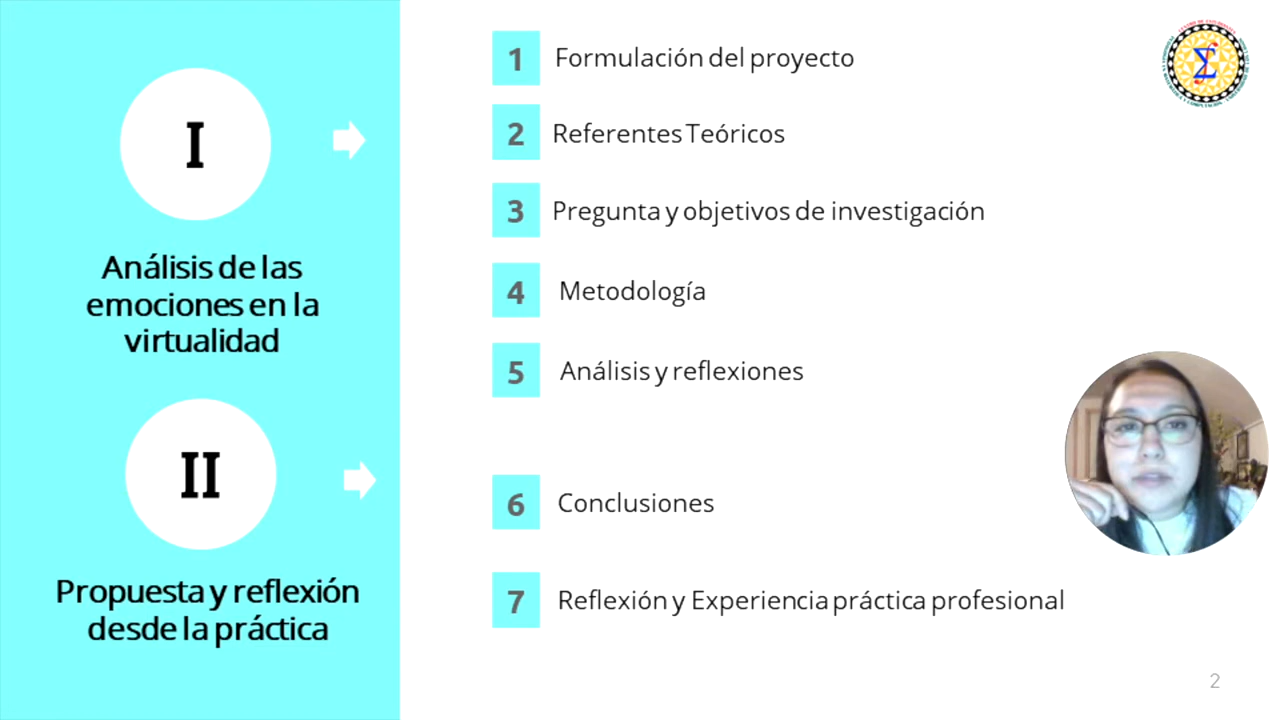 I
Análisis de las
emociones en la
virtualidad
II
Propuesta y reflexión
desde la práctica
1 Formulación del proyecto
2 Referentes Teóricos
3 Pregunta y objetivos de investigación
4 Metodología
5 Análisis y reflexiones
6 Conclusiones
7 Reflexión y Experiencia práctica profesional
2